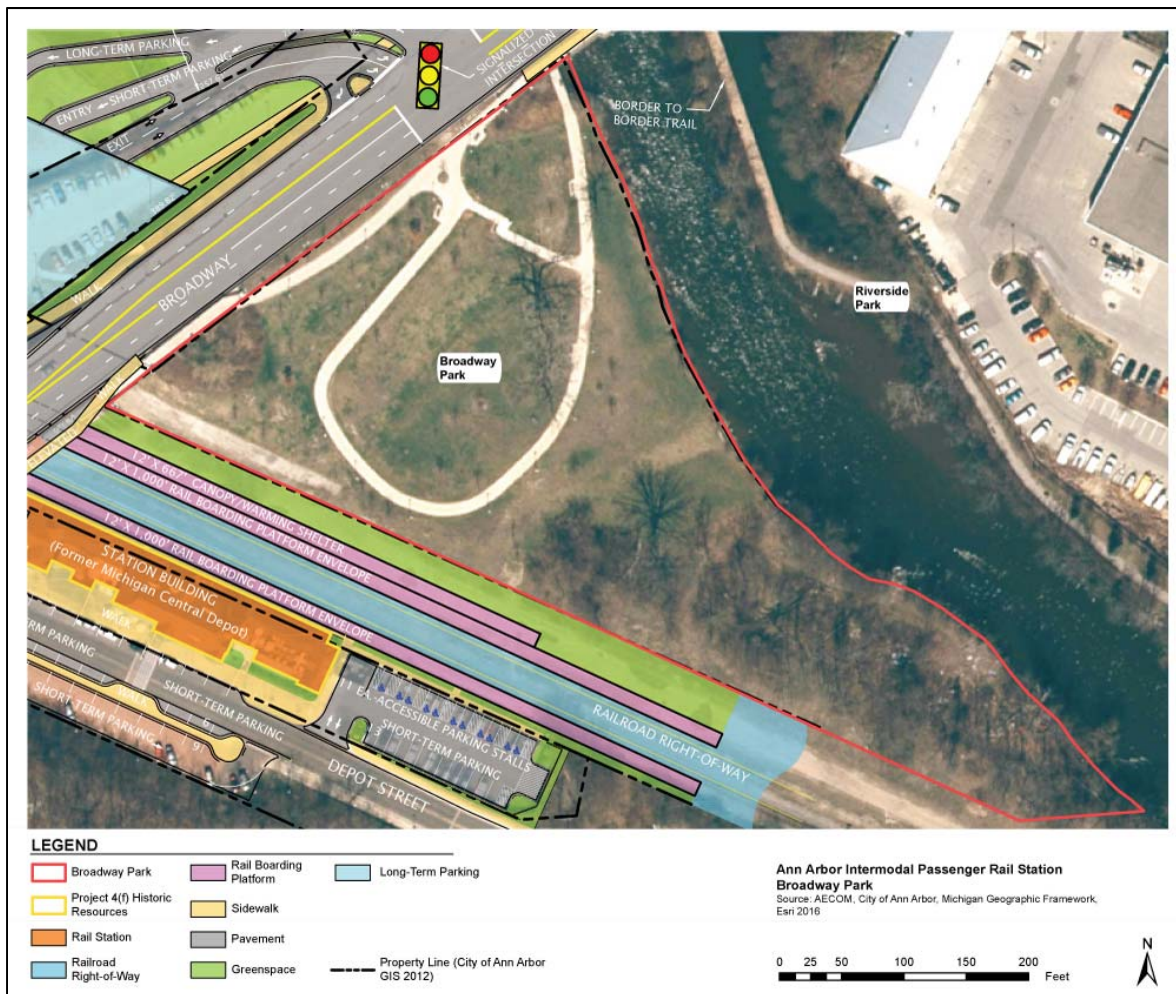 LONG-TERM PARKING
SHORT-TERM PARKING
ENTRY
EXIT
SIGNALIZED
INTERSECTION
BORDER TO
BORDER TRAIL
WALK
BROADWAY
Riverside
Park
Broadway
Park
12' X 667' CANOPY/WARMING SHELTER
12' X 1,000' RAIL BOARDING PLATFORM ENVELOPE
12' X 1,000' RAIL BOARDING PLATFORM ENVELOPE
STATION BUILDING
(Former Michigan Central Depot)
WALK
SHORT-TERM PARKING
WALK
SHORT-TERM PARKING
6
9
11 EA. ACCESSIBLE PARKING STALLS
SHORT-TERM PARKING
3
RAILROAD RIGHT-OF-WAY
DEPOT STREET
LEGEND
Broadway Park
Project 4(f) Historic
Resources
Rail Station
Railroad
Right-of-Way
Rail Boarding
Platform
Sidewalk
Pavement
Greenspace
Long-Term Parking
Property Line (City of Ann Arbor
GIS 2012)
Ann Arbor Intermodal Passenger Rail Station
Broadway Park
Source: AECOM, City of Ann Arbor, Michigan Geographic Framework,
Esri 2016
0 25 50 100 150 200
Feet
N